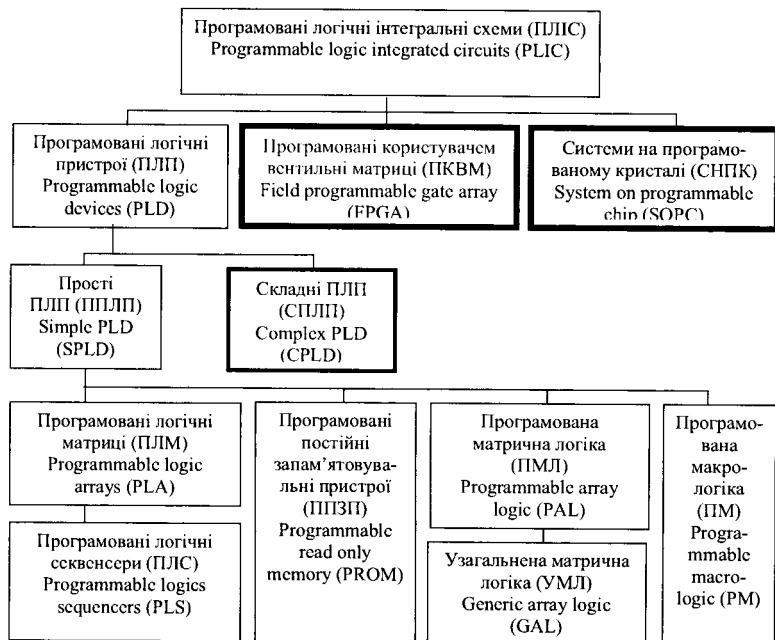 Програмовані логічні інтегральні схеми (ПЛІС)
Programmable logic integrated circuits (PLIC)
Програмовані логічні
пристрої (ПЛП)
Programmable logic
devices (PLD)
Програмовані користувачем
вентильні матриці (ПКВМ)
Field programmable gate array
(FPGA)
Системи на програмо-
ваному кристалі (СНПК)
System on programmable
chip (SOPC)
Прості
ПЛП (ППЛП)
Simple PLD
(SPLD)
Складні ПЛП
(СПЛП)
Complex PLD
(CPLD)
Програмовані логічні
матриці (ПЛМ)
Programmable logic
arrays (PLA)
Програмовані логічні
секвенсери (ПЛС)
Programmable logics
sequencers (PLS)
Програмовані
постійні
запам’ятовува-
льні пристрої
(ППЗП)
Programmable
read only
memory (PROM)
Програмована
матрична логіка
(ПМЛ)
Programmable array
logic (PAL)
Узагальнена матрична
логіка (УМЛ)
Generic array logic
(GAL)
Програмо-
ована
макро-
логіка
(ПМ)
Progra-
mmable
macro-
logic (PM)